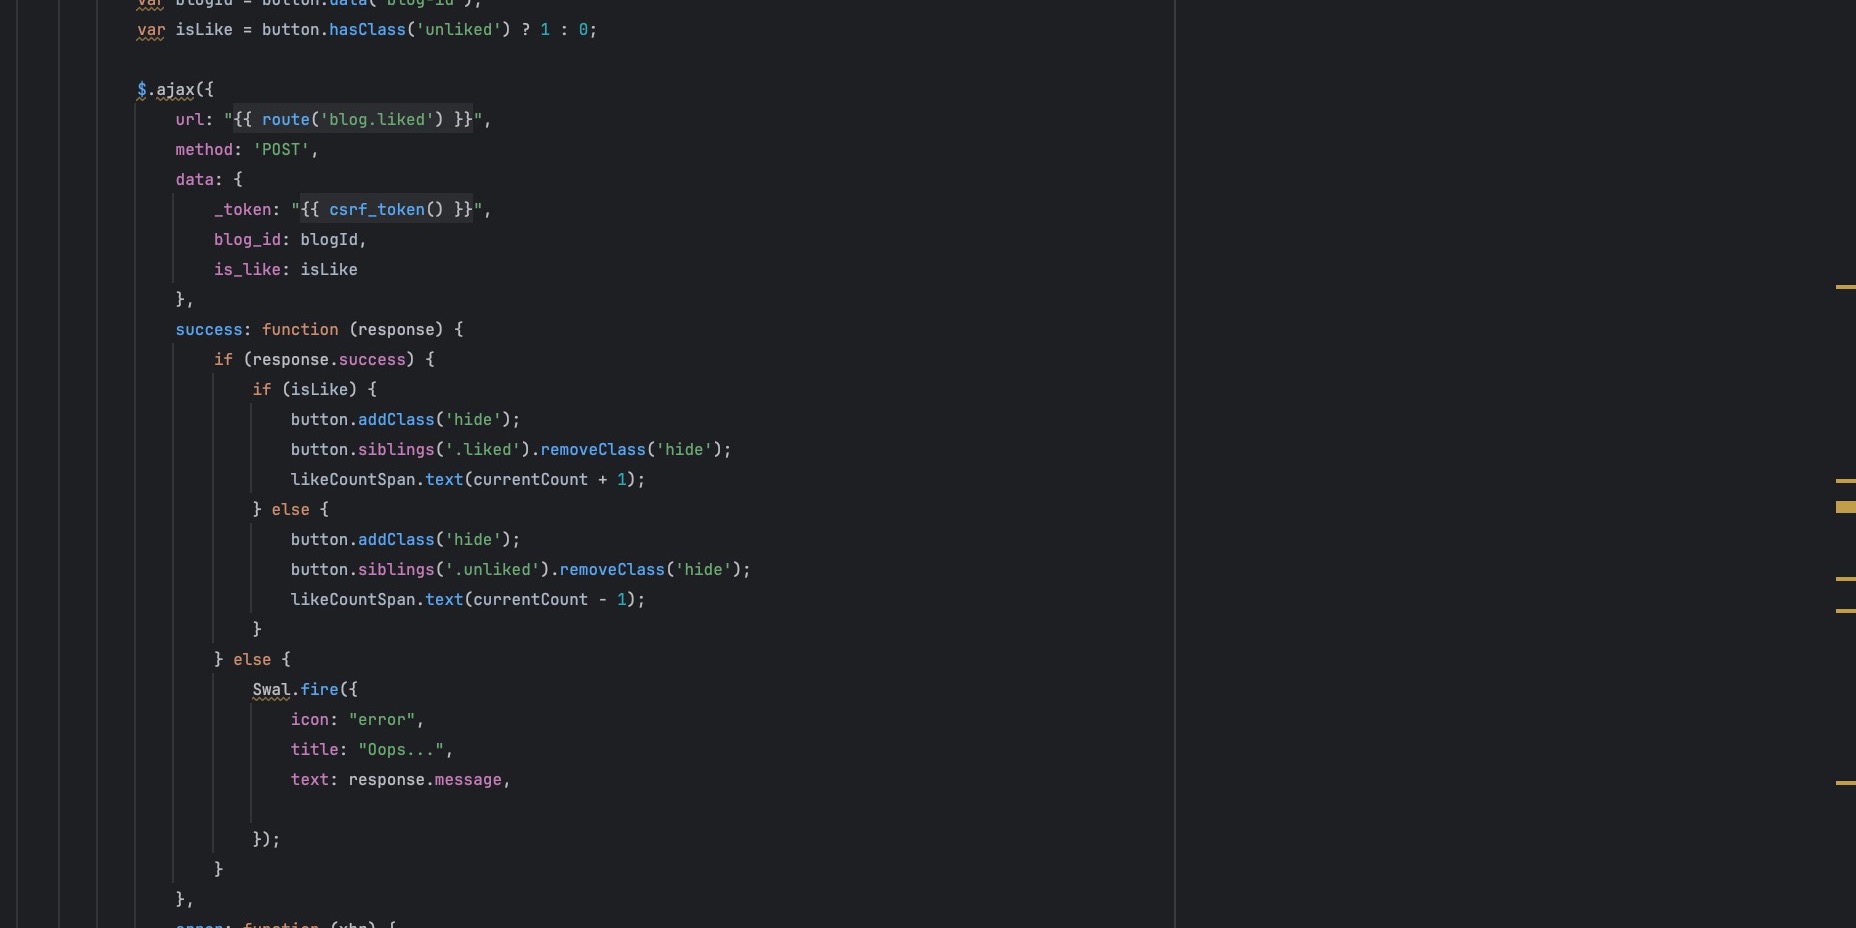 var blogId = button.data('blog-id');
var isLike = button.hasClass('unliked') ? 1 : 0;
$.ajax({
url: "{{ route('blog.liked') }}",
method: 'POST',
data: {
_token: "{{ csrf_token() }}",
blog_id: blogId,
is_like: isLike
},
success: function (response) {
if (response.success) {
if (isLike) {
button.addClass('hide');
button.siblings('.liked').removeClass('hide');
likeCountSpan.text(currentCount + 1);
} else {
button.addClass('hide');
button.siblings('.unliked').removeClass('hide');
likeCountSpan.text(currentCount - 1);
}
} else {
Swal.fire({
icon: "error",
title: "Oops...",
text: response.message,
});
}
},
error: function (xhr) {